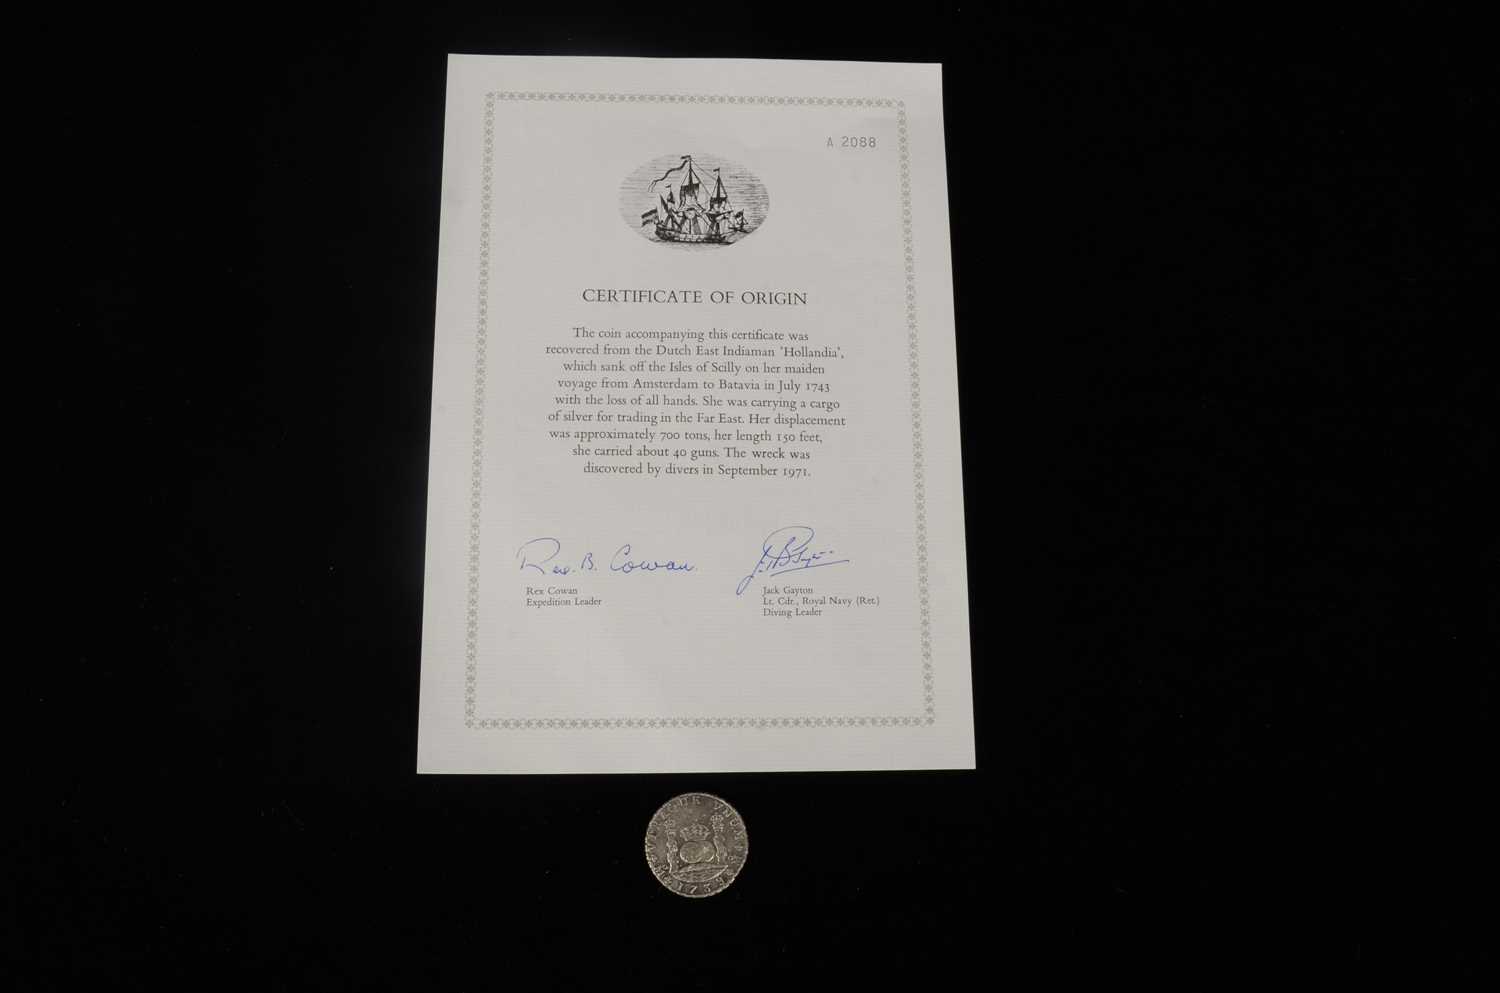 A 2088
CERTIFICATE OF ORIGIN
The coin accompanying this certificate was
recovered from the Dutch East Indiaman 'Hollandia',
which sank off the Isles of Scilly on her maiden
voyage from Amsterdam to Batavia in July 1743
with the loss of all hands. She was carrying a cargo
of silver for trading in the Far East. Her displacement
was approximately 700 tons, her length 150 feet,
she carried about 40 guns. The wreck was
discovered by divers in September 1971.
Rex. B. Cowan.
Rex Cowan
Expedition Leader
Jack Gayton
Lt. Cdr., Royal Navy (Ret.)
Diving Leader
VTRAQUE VNUM
1739